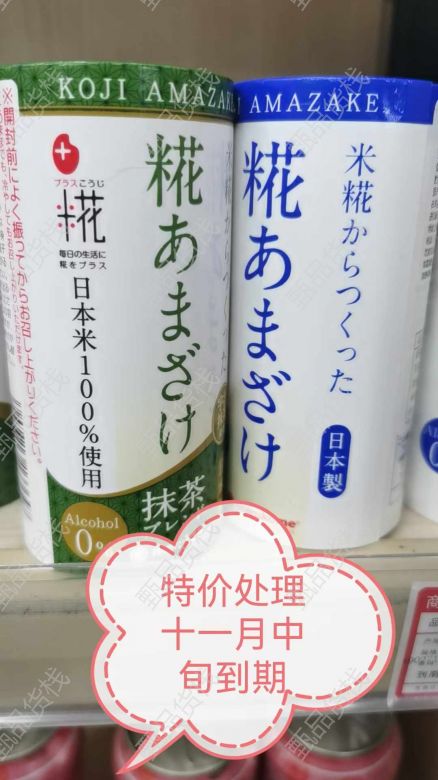 KOJI AMAZAKE
I AMAZAKE
※開封前によく振ってからお召し上がりください。
プラスこうじ
糀
毎日の生活に
糀をプラス
日本米100%使用
糀あまざけ
抹茶
Alcohol
0
米糀からつくった
糀あまざけ
日本製
特价处理
十一月中
旬到期
甄品货栈